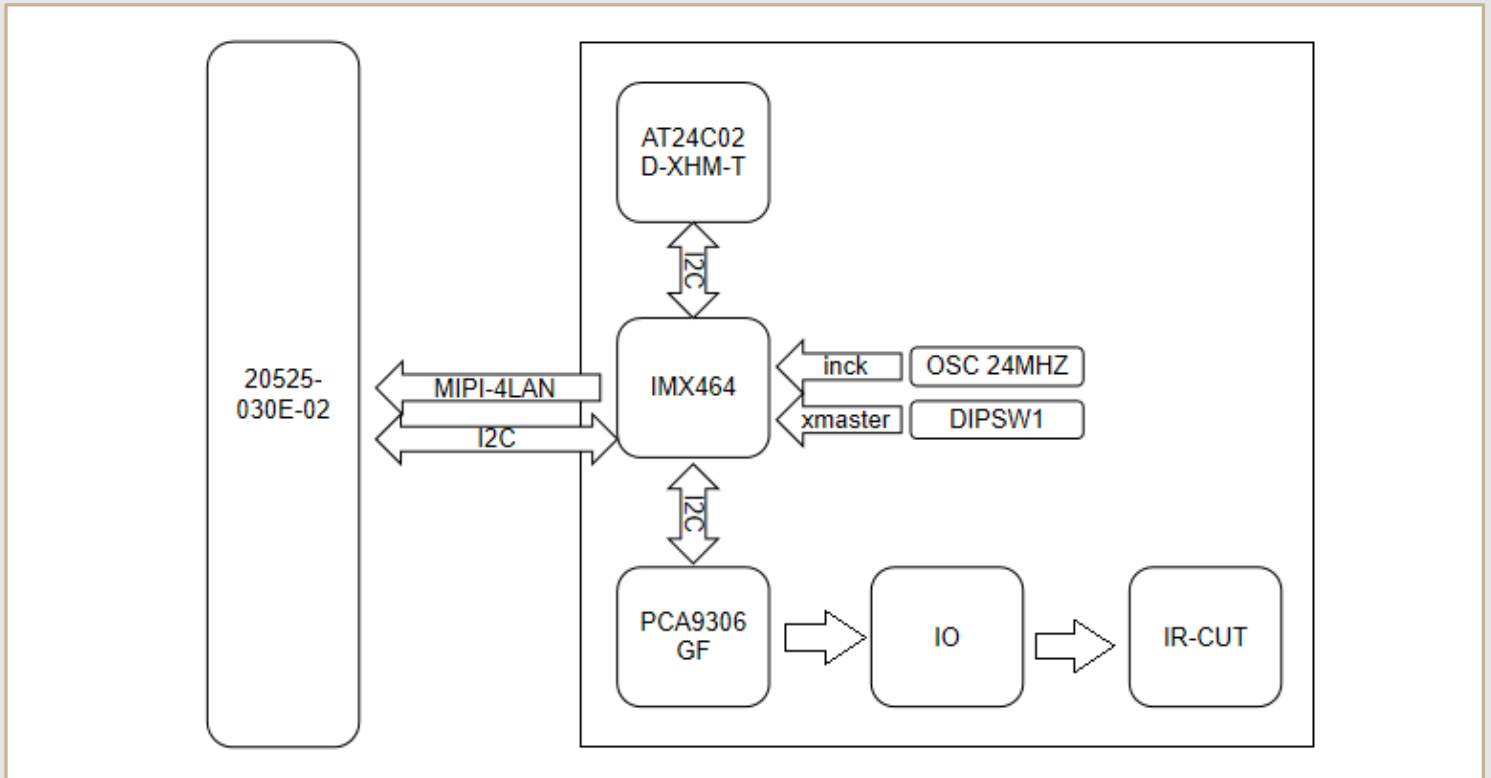 AT24C02
D-XHM-T
I2C
20525-
030E-02
MIPI-4LAN
I2C
IMX464
inck
OSC 24MHZ
xmaster
DIPSW1
I2C
PCA9306
GF
IO
IR-CUT